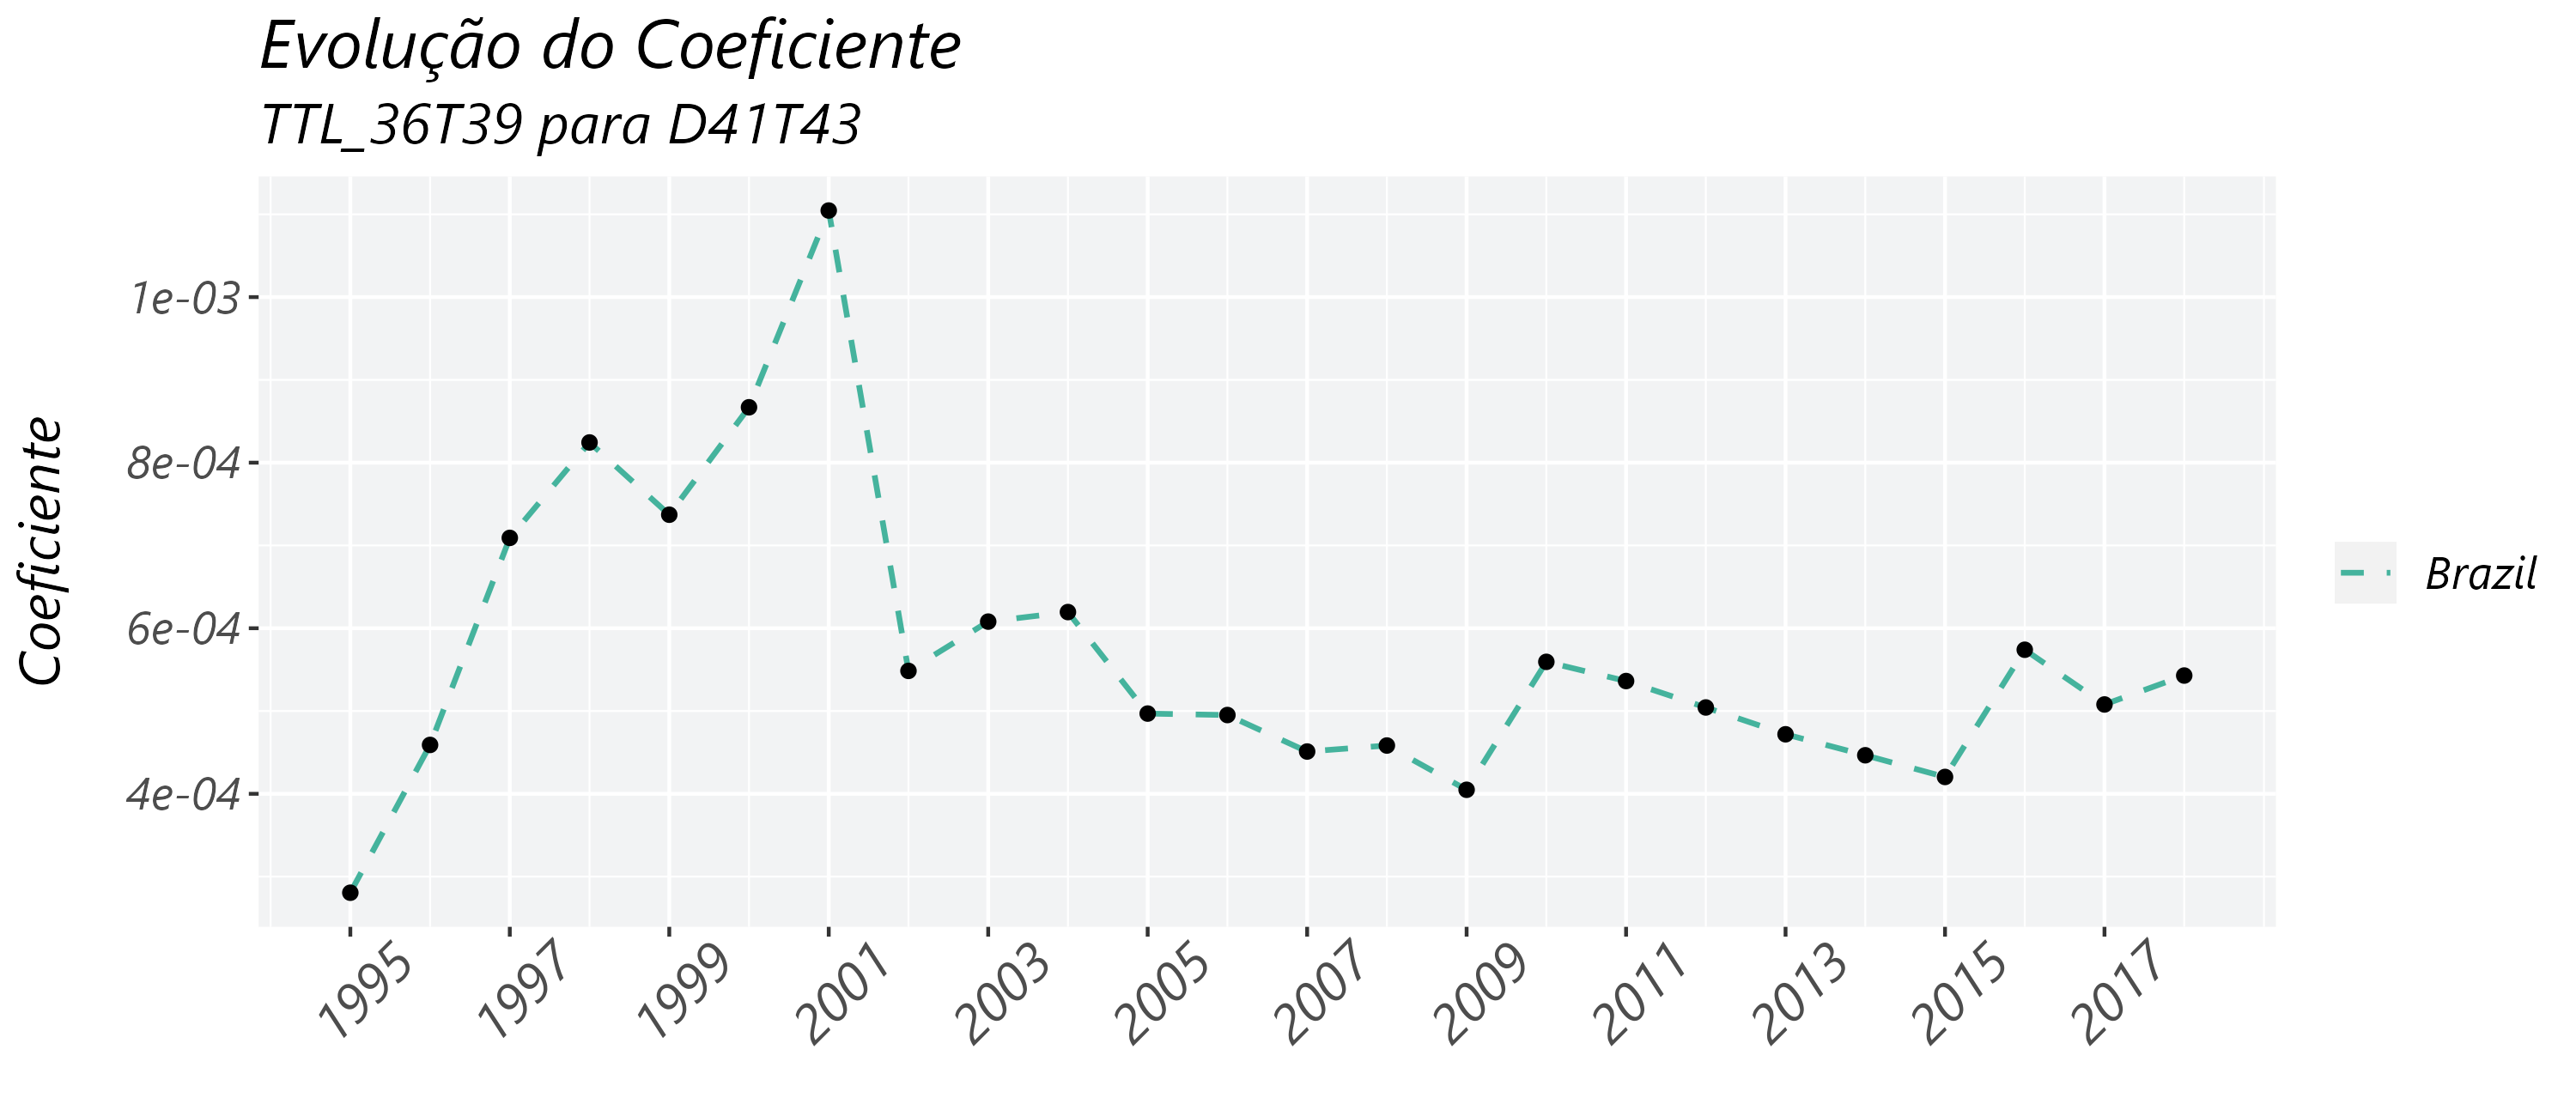 Evolução do Coeficiente
TTL_36T39 para D41T43
Coeficiente
1e-03
8e-04
6e-04
4e-04
1995
1997
1999
2001
2003
2005
2007
2009
2011
2013
2015
2017
Brazil